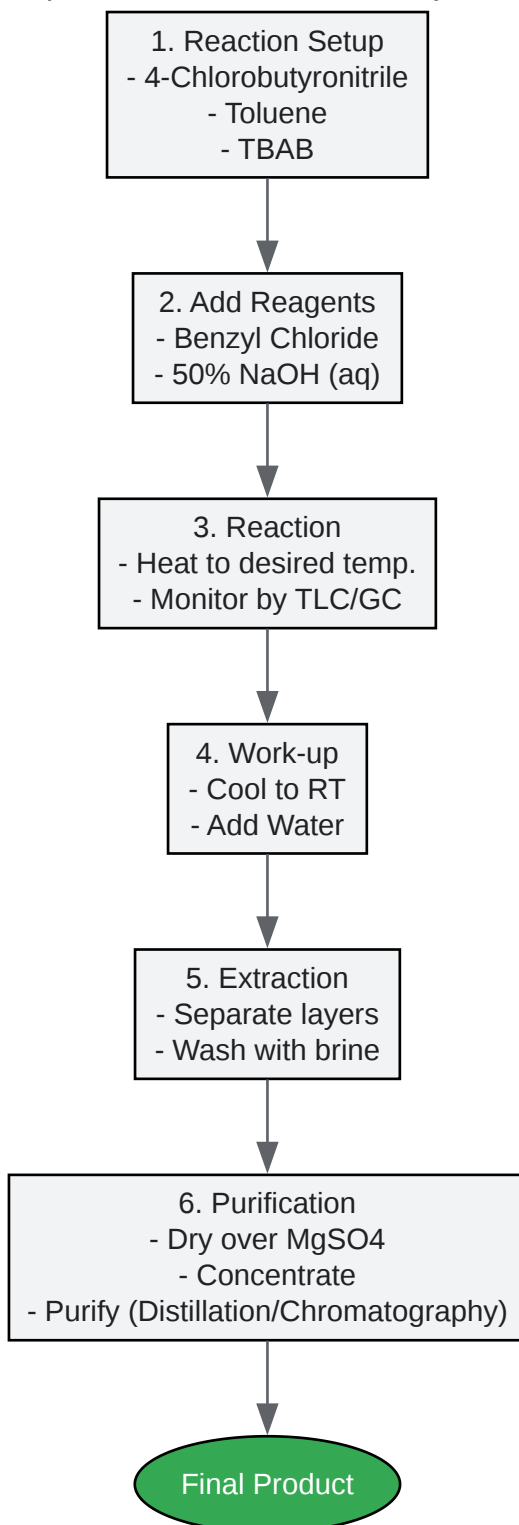 1. Reaction Setup
- 4-Chlorobutyronitrile
- Toluene
- TBAB
2. Add Reagents
- Benzyl Chloride
- 50% NaOH (aq)
3. Reaction
- Heat to desired temp.
- Monitor by TLC/GC
4. Work-up
- Cool to RT
- Add Water
5. Extraction
- Separate layers
- Wash with brine
6. Purification
- Dry over MgSO4
- Concentrate
- Purify (Distillation/Chromatography)
Final Product